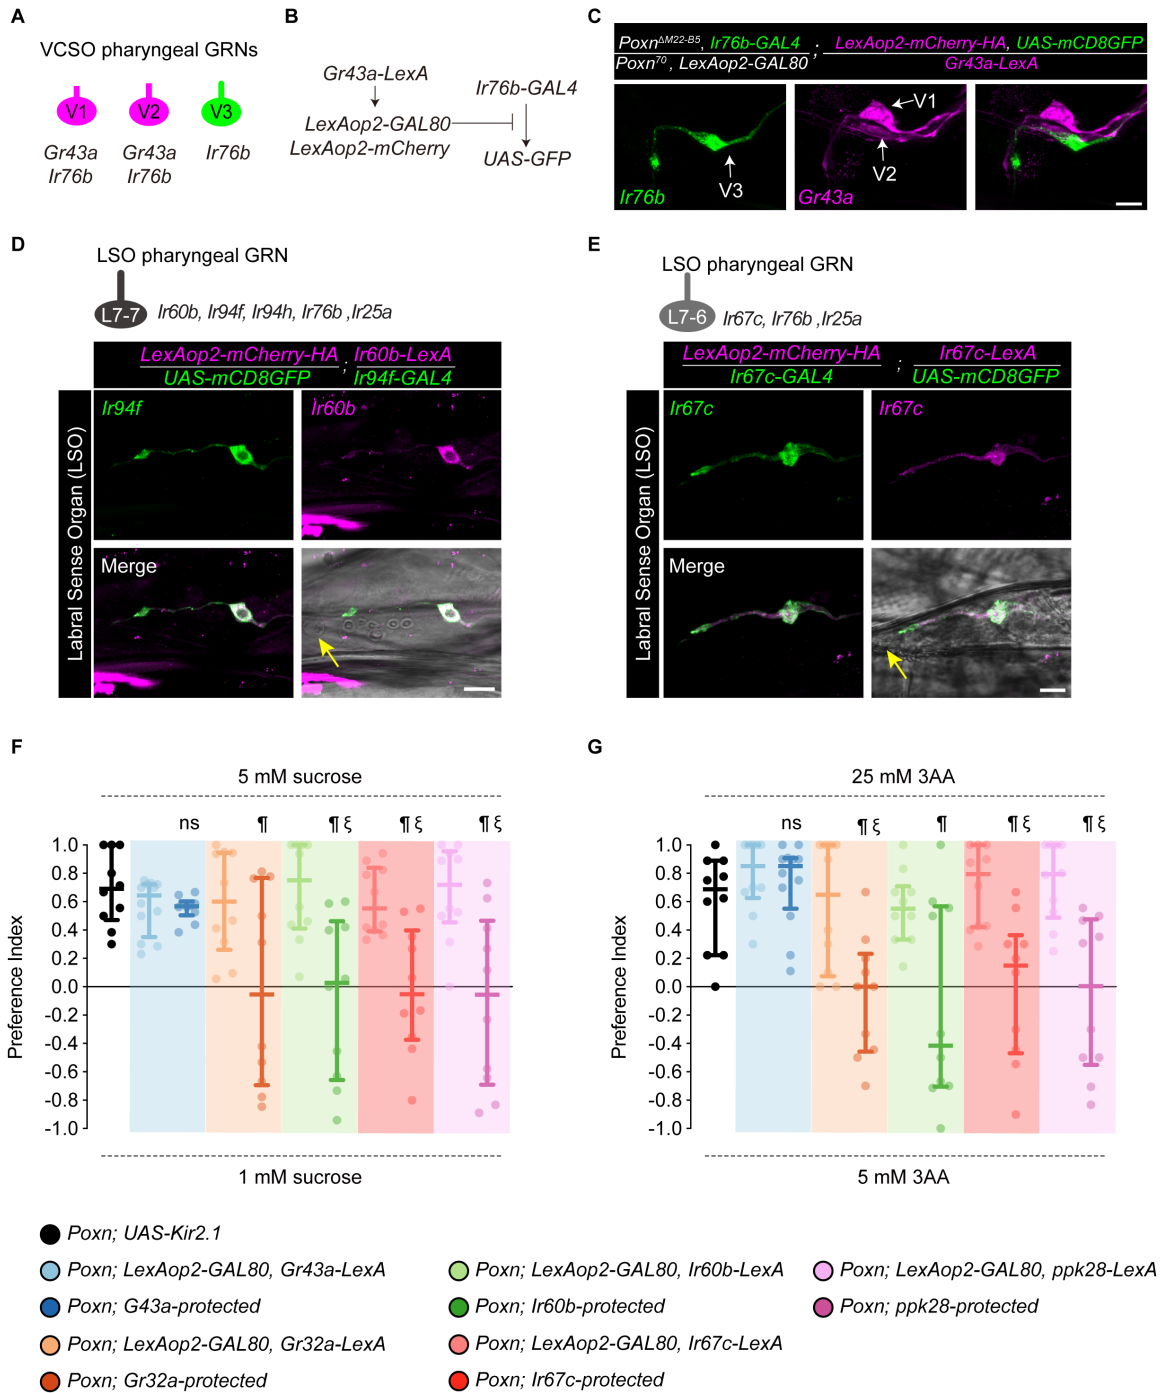 A
VCSO pharyngeal GRNs
V1
V2
V3
Gr43a
Ir76b
Gr43a
Ir76b
Ir76b
B
Gr43a-LexA
Ir76b-GAL4
LexAop2-GAL80
LexAop2-mCherry
UAS-GFP
C
PoxnΔM22-B5, Ir76b-GAL4 ; LexAop2-mCherry-HA, UAS-mCD8GFP
Poxn70, LexAop2-GAL80 Gr43a-LexA
V3
Ir76b
V1
V2
Gr43a
D
LSO pharyngeal GRN
L7-7
Ir60b, Ir94f, Ir94h, Ir76b ,Ir25a
LexAop2-mCherry-HA ; Ir60b-LexA
UAS-mCD8GFP Ir94f-GAL4
Labral Sense Organ (LSO)
Ir94f
Ir60b
Merge
E
LSO pharyngeal GRN
L7-6
Ir67c, Ir76b ,Ir25a
LexAop2-mCherry-HA ; Ir67c-LexA
Ir67c-GAL4 UAS-mCD8GFP
Labral Sense Organ (LSO)
Ir67c
Ir67c
Merge
F
5 mM sucrose
ns ¶ ¶ ξ ¶ ξ ¶ ξ
Preference Index
1.0
0.8
0.6
0.4
0.2
0.0
-0.2
-0.4
-0.6
-0.8
-1.0
1 mM sucrose
G
25 mM 3AA
ns ¶ ξ ¶ ¶ ξ ¶ ξ
Preference Index
1.0
0.8
0.6
0.4
0.2
0.0
-0.2
-0.4
-0.6
-0.8
-1.0
5 mM 3AA
Poxn; UAS-Kir2.1
Poxn; LexAop2-GAL80, Gr43a-LexA
Poxn; G43a-protected
Poxn; LexAop2-GAL80, Gr32a-LexA
Poxn; Gr32a-protected
Poxn; LexAop2-GAL80, Ir60b-LexA
Poxn; Ir60b-protected
Poxn; LexAop2-GAL80, Ir67c-LexA
Poxn; Ir67c-protected
Poxn; LexAop2-GAL80, ppk28-LexA
Poxn; ppk28-protected